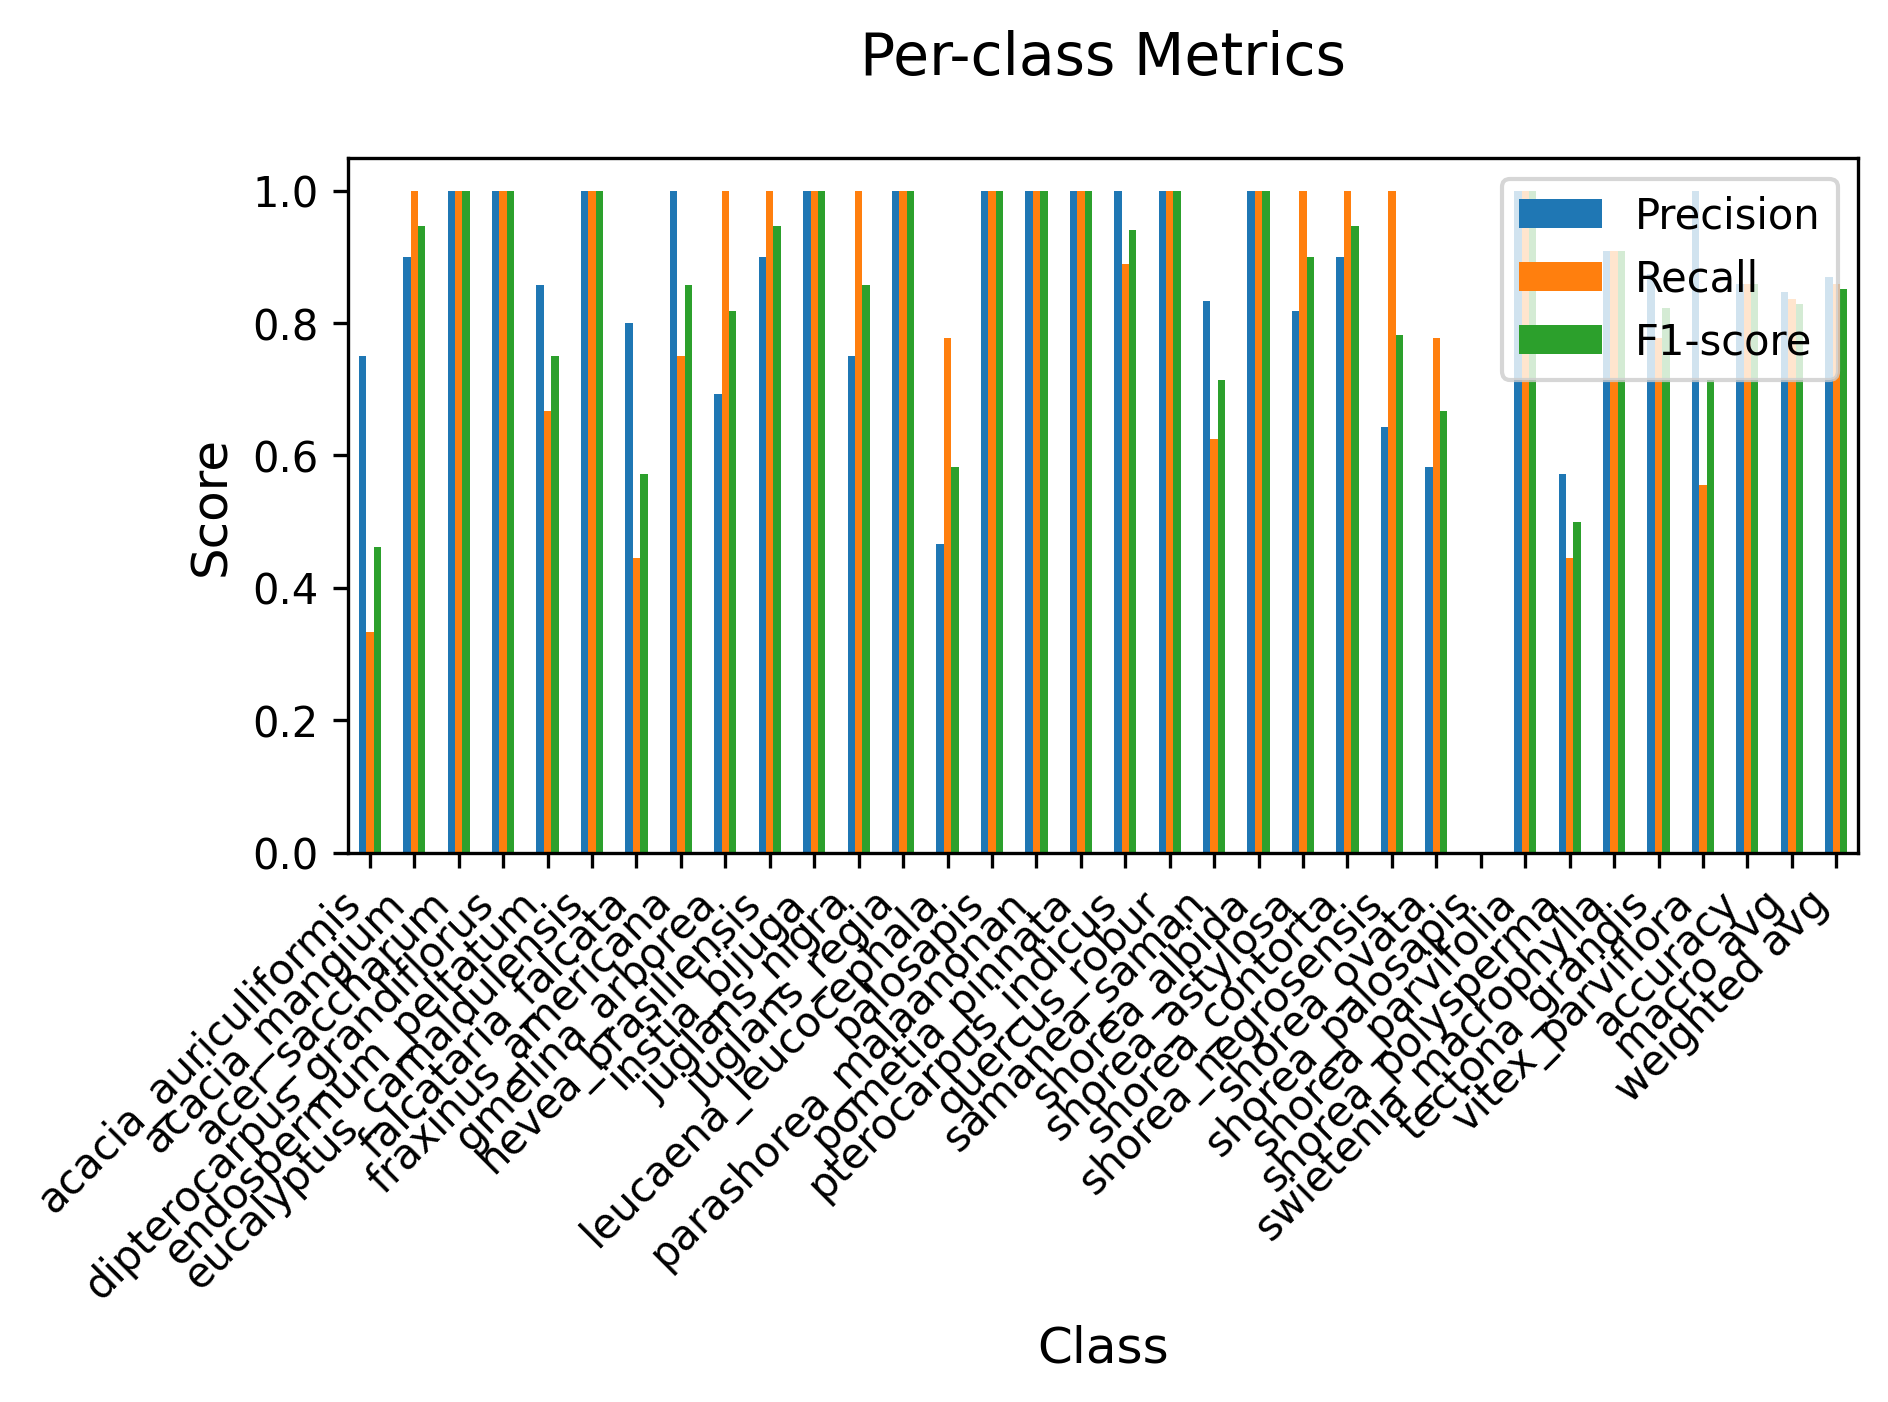 Per-class Metrics
Precision
Recall
F1-score
Score
1.0
0.8
0.6
0.4
0.2
0.0
acacia_auriculiformis
acacia_mangium
acer_saccharum
dipterocarpus_grandiflorus
endospermum_peltatum
eucalyptus_camaldulensis
falcataria_falcata
fraxinus_americana
gmelina_arborea
hevea_brasiliensis
instia_bijuga
juglans_nigra
juglans_regia
leucaena_leucocephala
palosapis
parashorea_malaanonan
pometia_pinnata
pterocarpus_indicus
quercus_robur
samanea_saman
shorea_albida
shorea_astylosa
shorea_contorta
shorea_negrosensis
shorea_shorea_ovata
shorea_palosapis
shorea_parvifolia
shorea_polysperma
swietenia_macrophylla
tectona_grandis
vitex_parviflora
accuracy
macro avg
weighted avg
Class